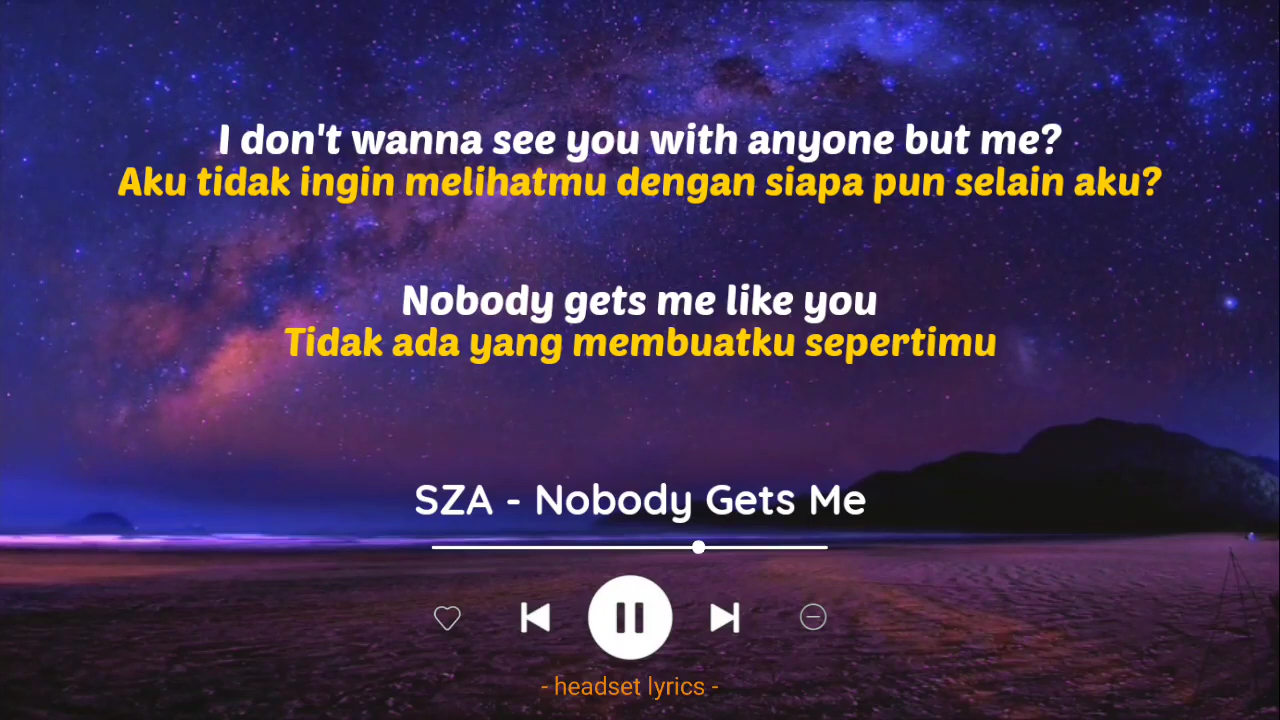 I don't wanna see you with anyone but me?
Aku tidak ingin melihatmu dengan siapa pun selain aku?
Nobody gets me like you
Tidak ada yang membuatku sepertimu
SZA - Nobody Gets Me
- headset lyrics -